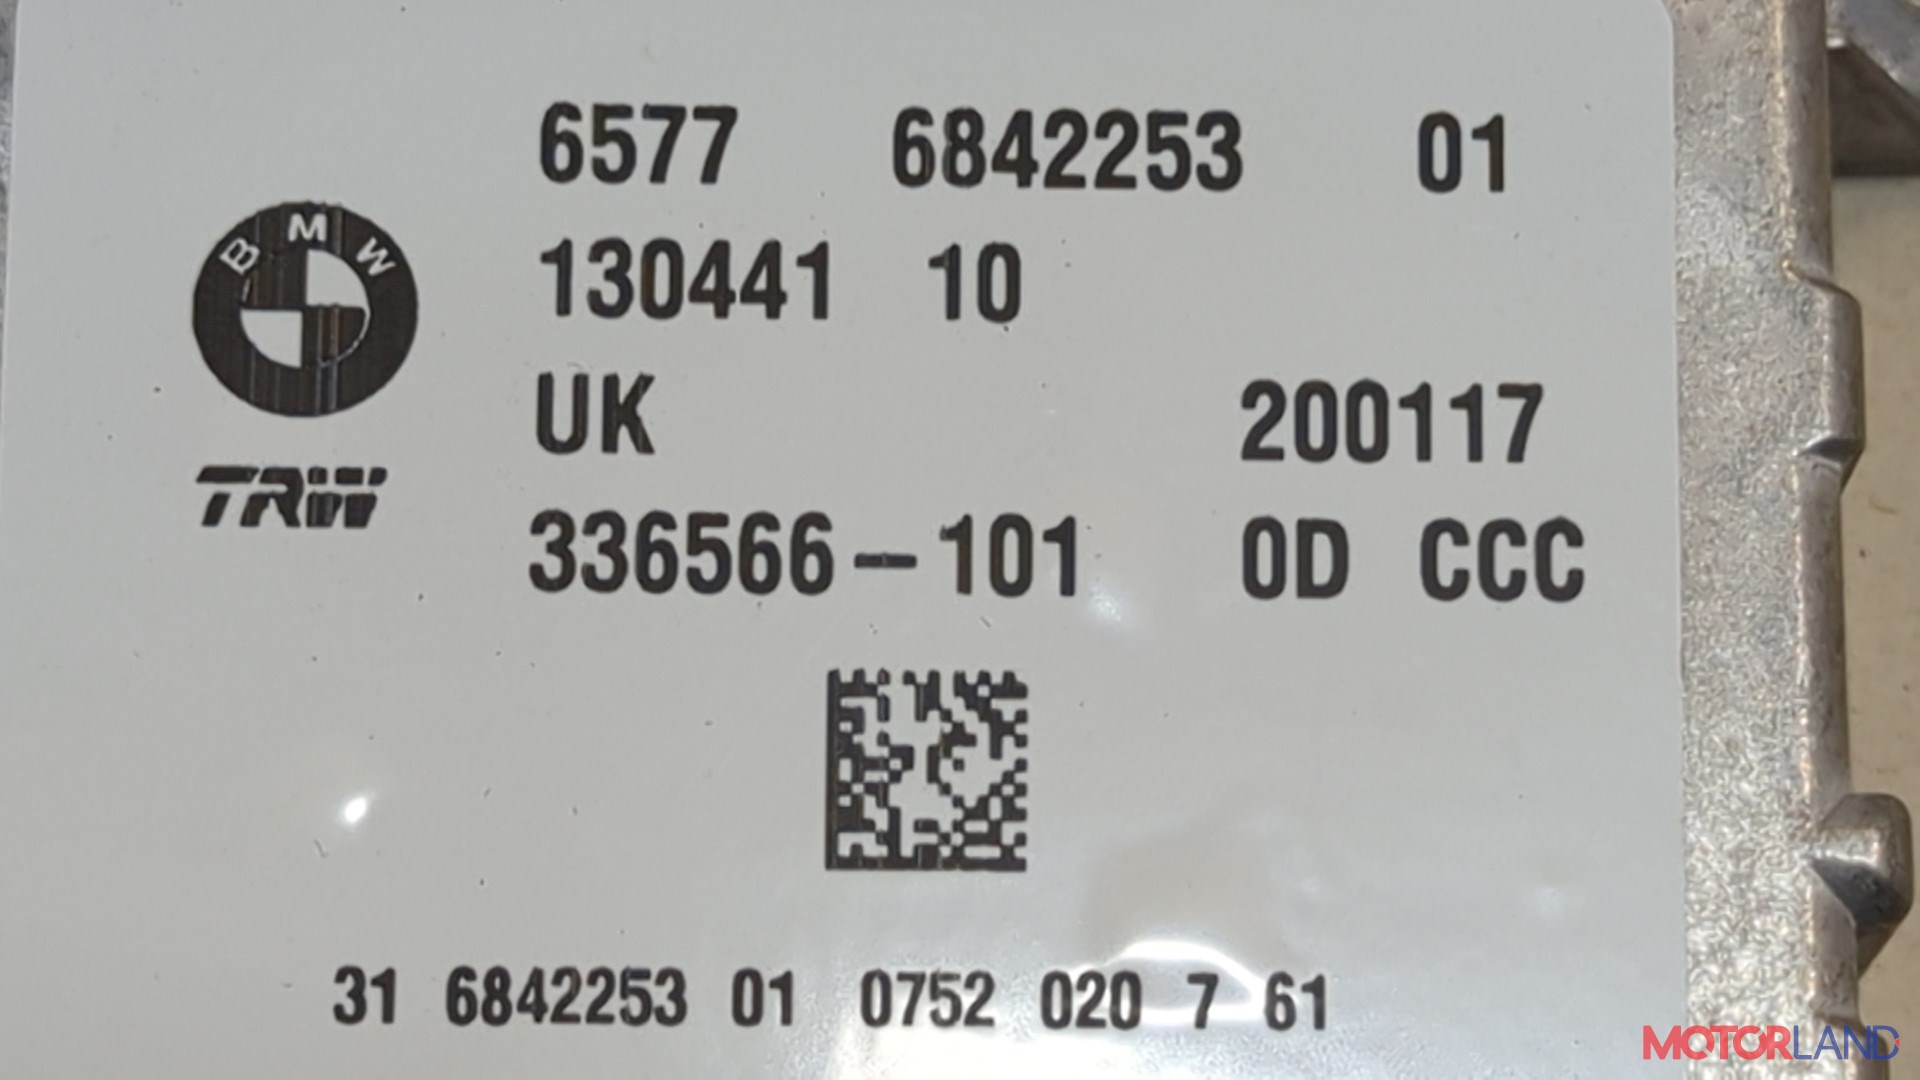 6577 6842253 01
130441 10
BMW
UK 200117
TRW
336566-101 0D CCC
31 6842253 01 0752 020 7 61
MOTORLAND